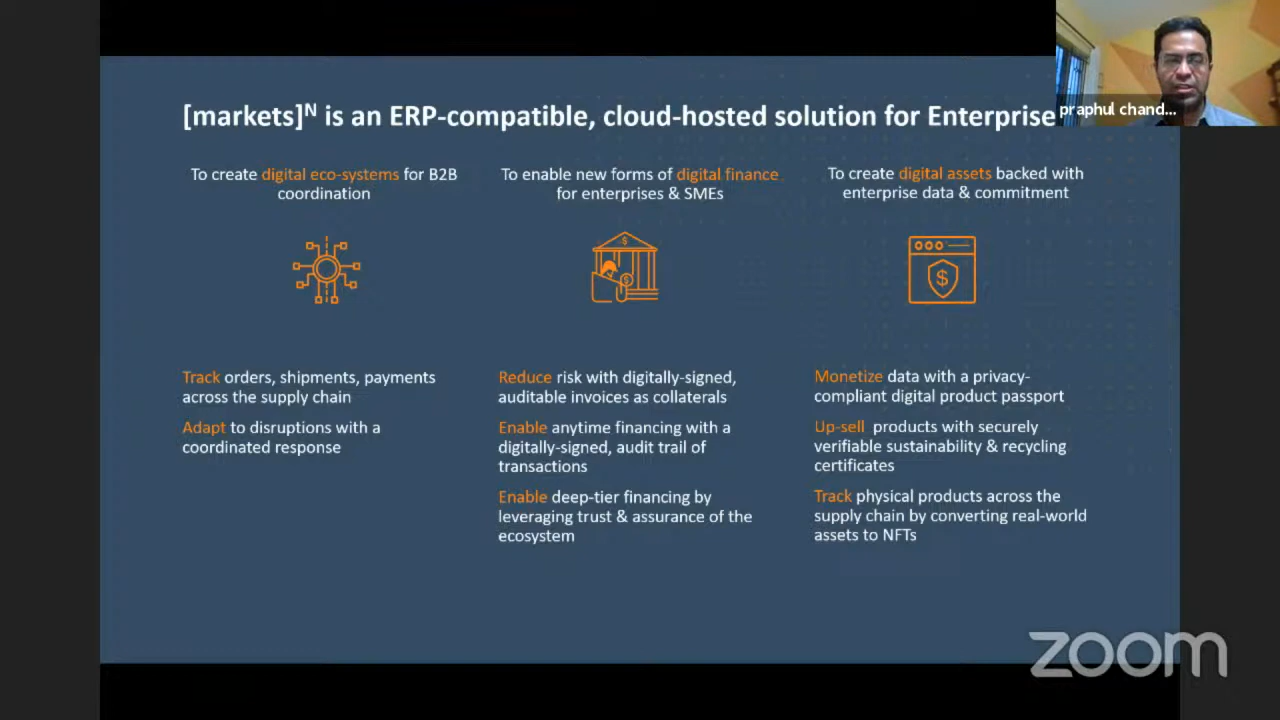 [markets]ᴺ is an ERP-compatible, cloud-hosted solution for Enterprise
praphul chand...
To create digital eco-systems for B2B
coordination
To enable new forms of digital finance
for enterprises & SMEs
To create digital assets backed with
enterprise data & commitment
$
$
$
Track orders, shipments, payments
across the supply chain
Adapt to disruptions with a
coordinated response
Reduce risk with digitally-signed,
auditable invoices as collaterals
Enable anytime financing with a
digitally-signed, audit trail of
transactions
Enable deep-tier financing by
leveraging trust & assurance of the
ecosystem
Monetize data with a privacy-
compliant digital product passport
Up-sell products with securely
verifiable sustainability & recycling
certificates
Track physical products across the
supply chain by converting real-world
assets to NFTs
zoom